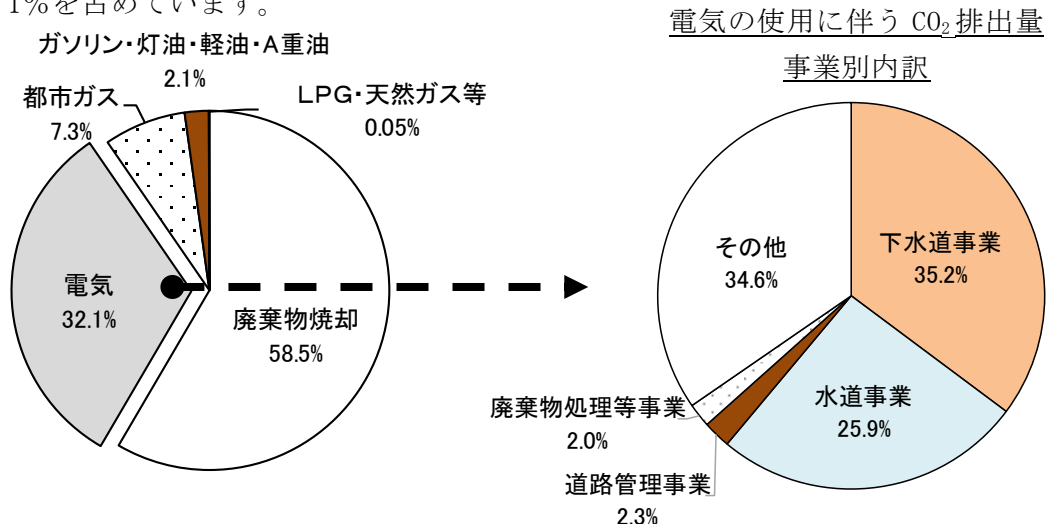 1%を占めています。
ガソリン・灯油・軽油・A重油
2.1%
都市ガス
7.3%
LPG・天然ガス等
0.05%
電気
32.1%
廃棄物焼却
58.5%
電気の使用に伴う CO₂排出量
事業別内訳
その他
34.6%
下水道事業
35.2%
水道事業
25.9%
廃棄物処理等事業
2.0%
道路管理事業
2.3%